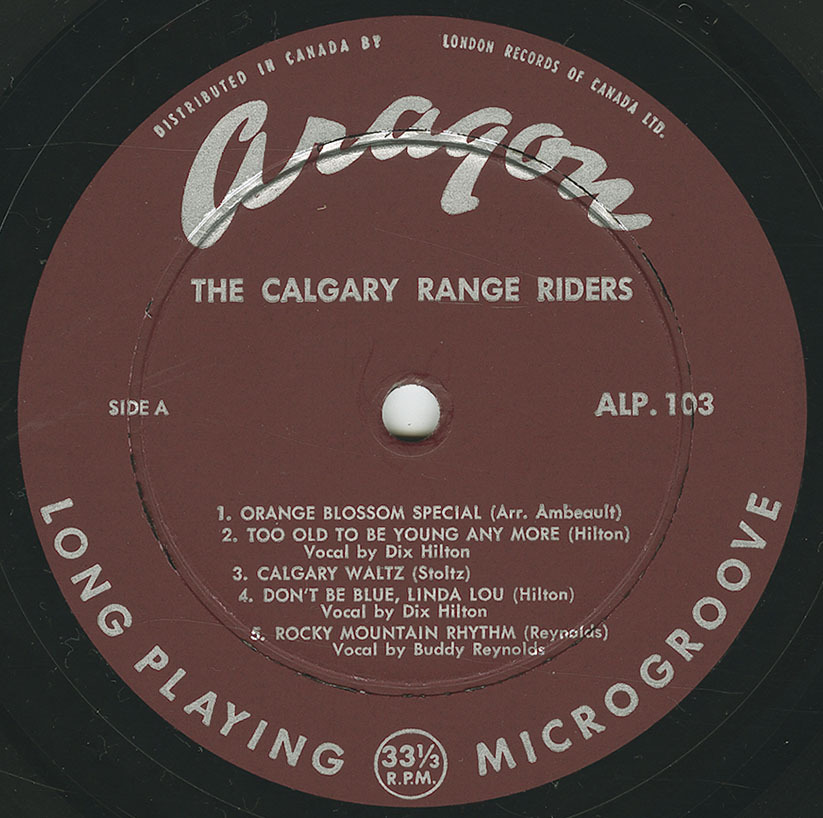 DISTRIBUTED IN CANADA BY LONDON RECORDS OF CANADA LTD.
Aragon
THE CALGARY RANGE RIDERS
SIDE A
ALP. 103
1. ORANGE BLOSSOM SPECIAL (Arr. Ambeault)
2. TOO OLD TO BE YOUNG ANY MORE (Hilton)
Vocal by Dix Hilton
3. CALGARY WALTZ (Stoltz)
4. DON'T BE BLUE, LINDA LOU (Hilton)
Vocal by Dix Hilton
5. ROCKY MOUNTAIN RHYTHM (Reynolds)
Vocal by Buddy Reynolds
LONG PLAYING MICROGROOVE
33⅓
R.P.M.